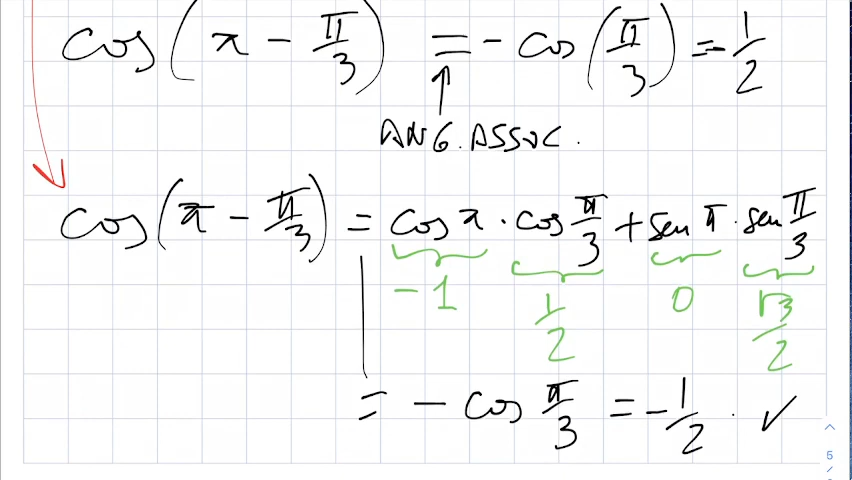 cos(π − π/3) = − cos(π/3) = −1/2
ANG. ASSOC.
cos(π − π/3) = cos π · cos π/3 + sen π · sen π/3
−1 1/2 0 √3/2
= − cos π/3 = −1/2 . ✓
5
/